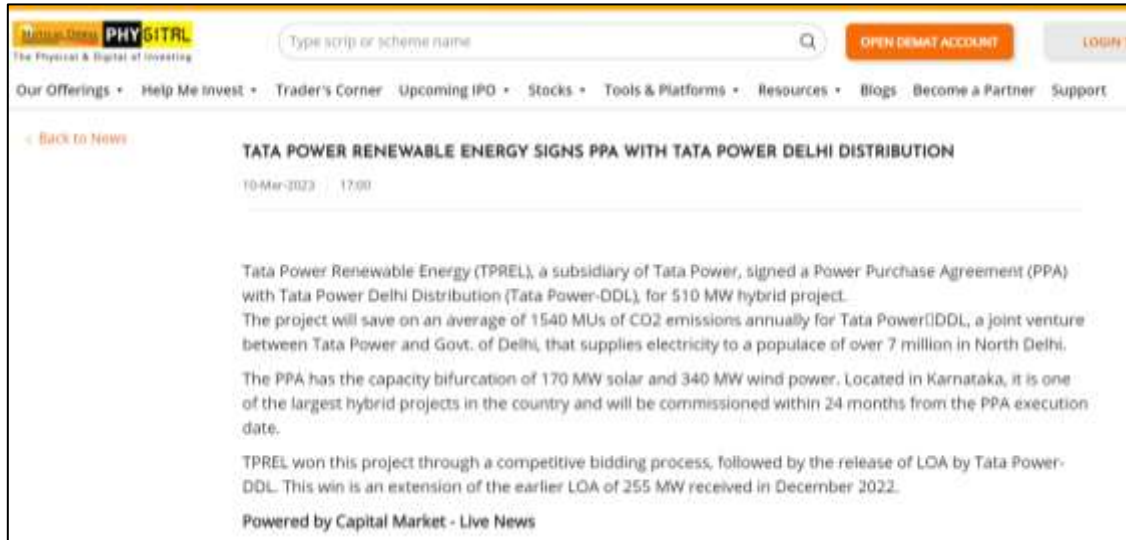 PHYGITAL
The Physical & Digital of Investing
Type scrip or scheme name
OPEN DEMAT ACCOUNT
LOGIN
Our Offerings Help Me Invest Trader's Corner Upcoming IPO Stocks Tools & Platforms Resources Blogs Become a Partner Support
< Back to News
TATA POWER RENEWABLE ENERGY SIGNS PPA WITH TATA POWER DELHI DISTRIBUTION
10-Mar-2023 | 17:00
Tata Power Renewable Energy (TPREL), a subsidiary of Tata Power, signed a Power Purchase Agreement (PPA)
with Tata Power Delhi Distribution (Tata Power-DDL), for 510 MW hybrid project.
The project will save on an average of 1540 MUs of CO2 emissions annually for Tata Power▯DDL, a joint venture
between Tata Power and Govt. of Delhi, that supplies electricity to a populace of over 7 million in North Delhi.
The PPA has the capacity bifurcation of 170 MW solar and 340 MW wind power. Located in Karnataka, it is one
of the largest hybrid projects in the country and will be commissioned within 24 months from the PPA execution
date.
TPREL won this project through a competitive bidding process, followed by the release of LOA by Tata Power-
DDL. This win is an extension of the earlier LOA of 255 MW received in December 2022.
Powered by Capital Market - Live News